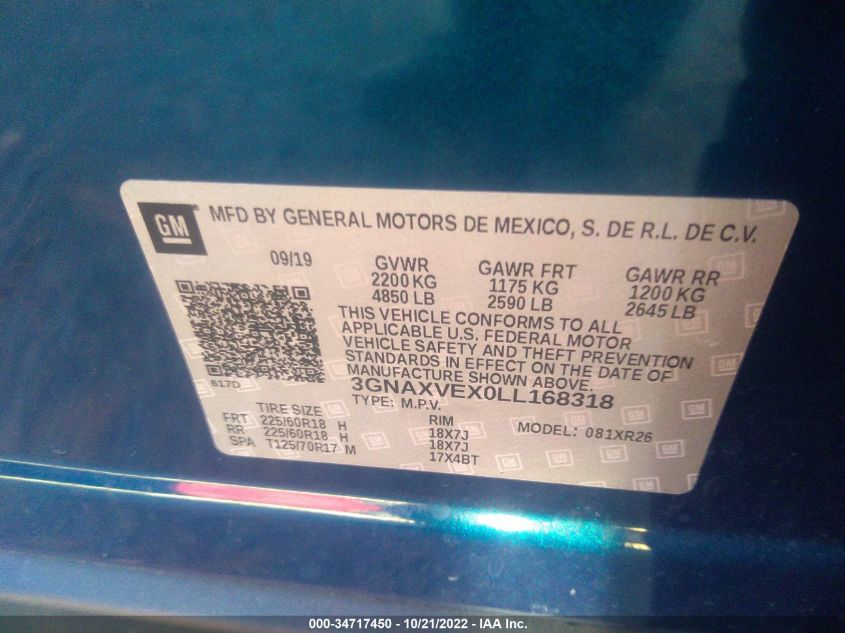 GM MFD BY GENERAL MOTORS DE MEXICO, S. DE R.L. DE C.V.
09/19 GVWR GAWR FRT GAWR RR
2200 KG 1175 KG 1200 KG
4850 LB 2590 LB 2645 LB
THIS VEHICLE CONFORMS TO ALL
APPLICABLE U.S. FEDERAL MOTOR
VEHICLE SAFETY AND THEFT PREVENTION
STANDARDS IN EFFECT ON THE DATE OF
MANUFACTURE SHOWN ABOVE.
617D 3GNAXVEX0LL168318
TYPE: M.P.V.
TIRE SIZE RIM MODEL: 081XR26
FRT 225/60R18 H 18X7J
RR 225/60R18 H 18X7J
SPA T125/70R17 M 17X4BT
000-34717450 - 10/21/2022 - IAA Inc.